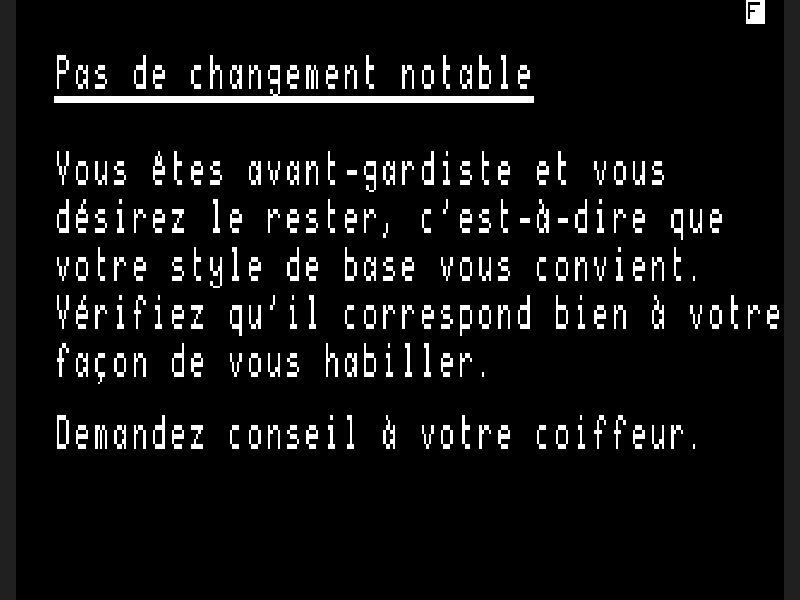 F
Pas de changement notable
Vous êtes avant-gardiste et vous
désirez le rester, c'est-à-dire que
votre style de base vous convient.
Vérifiez qu'il correspond bien à votre
façon de vous habiller.
Demandez conseil à votre coiffeur.